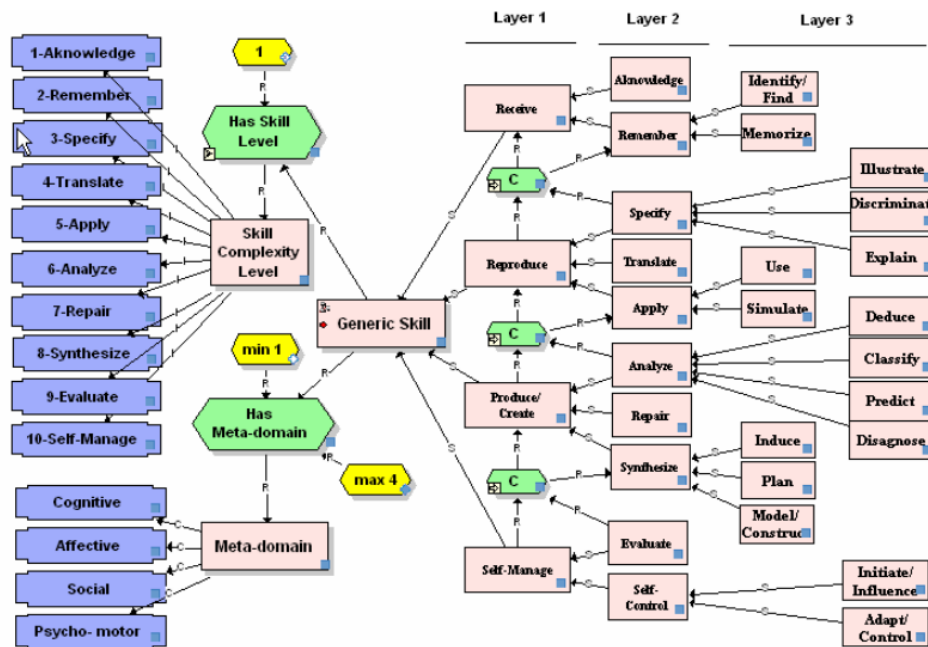 Layer 1
Layer 2
Layer 3
1-Aknowledge
2-Remember
3-Specify
4-Translate
5-Apply
6-Analyze
7-Repair
8-Synthesize
9-Evaluate
10-Self-Manage
Cognitive
Affective
Social
Psycho- motor
1
R
Has Skill
Level
R
Skill
Complexity
Level
I
I
I
I
I
I
I
R
R
Generic Skill
min 1
R
Has
Meta-domain
R
max 4
R
Meta-domain
C
C
C
C
S
S
S
S
Receive
R
C
R
R
R
Reproduce
R
C
R
R
R
Produce/
Create
R
C
R
R
R
Self-Manage
S
Aknowledge
S
Remember
S
Specify
S
Translate
S
Apply
S
Analyze
S
Repair
S
Synthesize
S
Evaluate
S
Self-
Control
S
Identify/
Find
S
Memorize
S
Illustrate
S
Discriminat
S
Explain
S
Use
S
Simulate
S
Deduce
S
Classify
S
Predict
S
Disagnose
S
Induce
S
Plan
S
Model/
Construc
S
Initiate/
Influence
S
Adapt/
Control